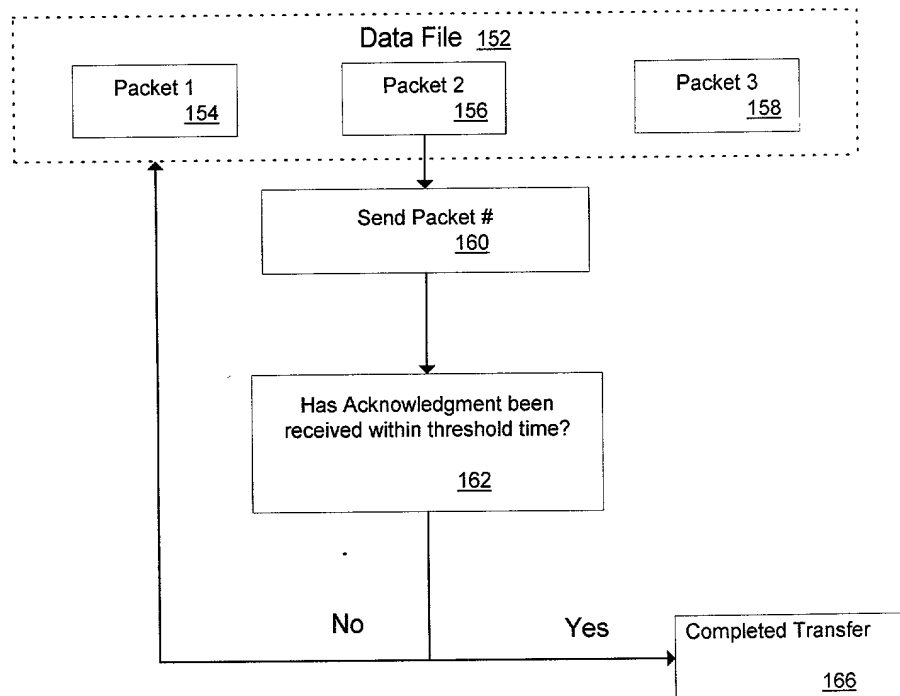 Data File 152
Packet 1
154
Packet 2
156
Packet 3
158
Send Packet #
160
Has Acknowledgment been
received within threshold time?
162
No
Yes
Completed Transfer
166